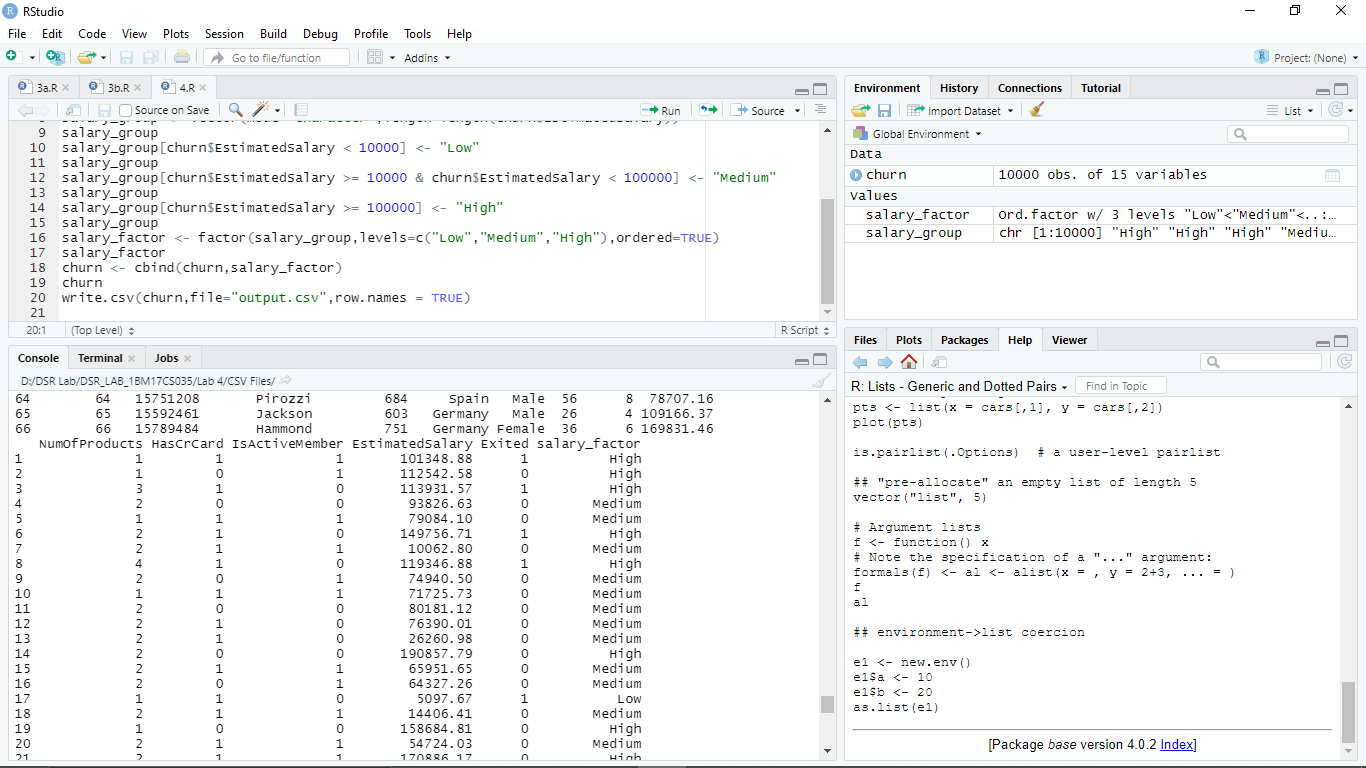 RStudio
File Edit Code View Plots Session Build Debug Profile Tools Help
Go to file/function Addins Project: (None)
3a.R 3b.R 4.R
Source on Save Run Source
9 salary_group
10 salary_group[churn$EstimatedSalary < 10000] <- "Low"
11 salary_group
12 salary_group[churn$EstimatedSalary >= 10000 & churn$EstimatedSalary < 100000] <- "Medium"
13 salary_group
14 salary_group[churn$EstimatedSalary >= 100000] <- "High"
15 salary_group
16 salary_factor <- factor(salary_group,levels=c("Low","Medium","High"),ordered=TRUE)
17 salary_factor
18 churn <- cbind(churn,salary_factor)
19 churn
20 write.csv(churn,file="output.csv",row.names = TRUE)
21
20:1 (Top Level) R Script
Console Terminal Jobs
D:/DSR Lab/DSR_LAB_1BM17CS035/Lab 4/CSV Files/
64 64 15751208 Pirozzi 684 Spain Male 56 8 78707.16
65 65 15592461 Jackson 603 Germany Male 26 4 109166.37
66 66 15789484 Hammond 751 Germany Female 36 6 169831.46
NumOfProducts HasCrCard IsActiveMember EstimatedSalary Exited salary_factor
1 1 1 1 101348.88 1 High
2 1 0 1 112542.58 0 High
3 3 1 0 113931.57 1 High
4 2 0 0 93826.63 0 Medium
5 1 1 1 79084.10 0 Medium
6 2 1 0 149756.71 1 High
7 2 1 1 10062.80 0 Medium
8 4 1 0 119346.88 1 High
9 2 0 1 74940.50 0 Medium
10 1 1 1 71725.73 0 Medium
11 2 0 0 80181.12 0 Medium
12 2 1 0 76390.01 0 Medium
13 2 1 0 26260.98 0 Medium
14 2 0 0 190857.79 0 High
15 2 1 1 65951.65 0 Medium
16 2 0 1 64327.26 0 Medium
17 1 1 0 5097.67 1 Low
18 2 1 1 14406.41 0 Medium
19 1 0 0 158684.81 0 High
20 2 1 1 54724.03 0 Medium
21 2 1 1 170886.17 0 High
Environment History Connections Tutorial
Import Dataset List
Global Environment
Data
churn 10000 obs. of 15 variables
Values
salary_factor Ord.factor w/ 3 levels "Low"<"Medium"<..:…
salary_group chr [1:10000] "High" "High" "High" "Mediu…
Files Plots Packages Help Viewer
R: Lists - Generic and Dotted Pairs Find in Topic
pts <- list(x = cars[,1], y = cars[,2])
plot(pts)
is.pairlist(.Options) # a user-level pairlist
## "pre-allocate" an empty list of length 5
vector("list", 5)
# Argument lists
f <- function() x
# Note the specification of a "..." argument:
formals(f) <- al <- alist(x = , y = 2+3, ... = )
f
al
## environment->list coercion
e1 <- new.env()
e1$a <- 10
e1$b <- 20
as.list(e1)
[Package base version 4.0.2 Index]